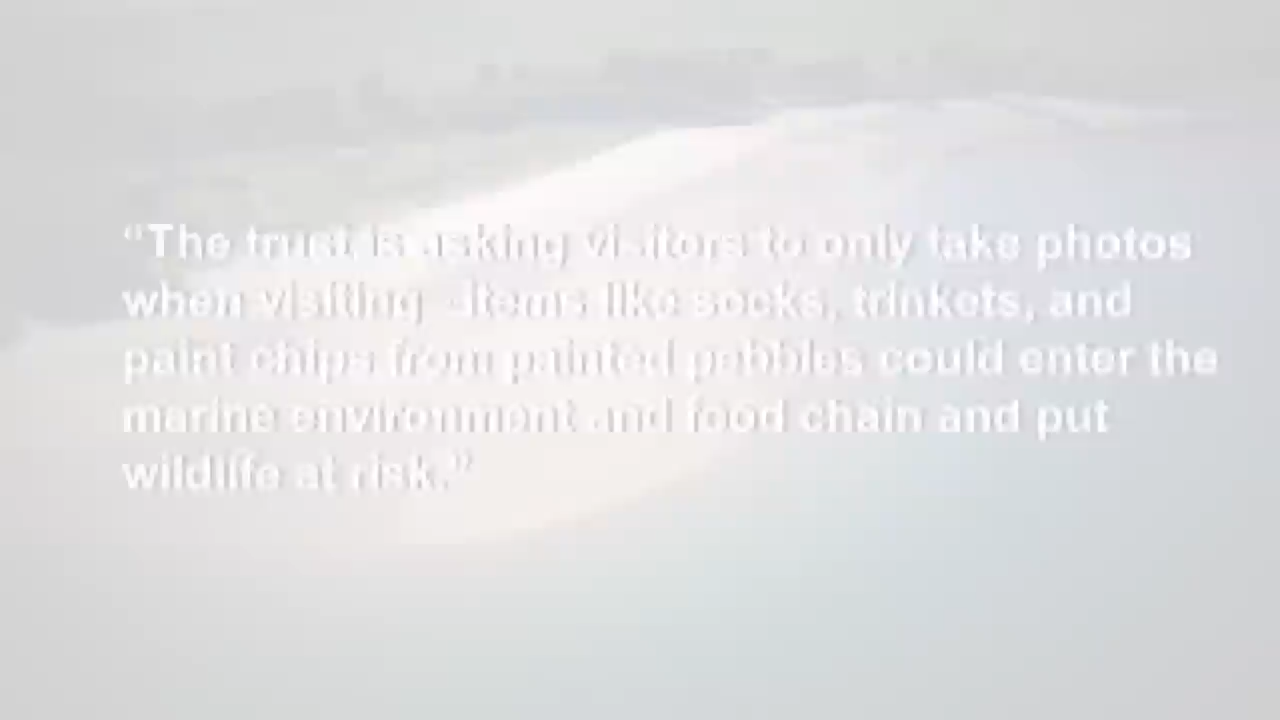 “The trust is asking visitors to only take photos
when visiting - items like socks, trinkets, and
paint chips from painted pebbles could enter the
marine environment and food chain and put
wildlife at risk.”